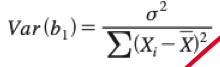 Var(b₁) = σ² / ∑(Xᵢ − X̅)²